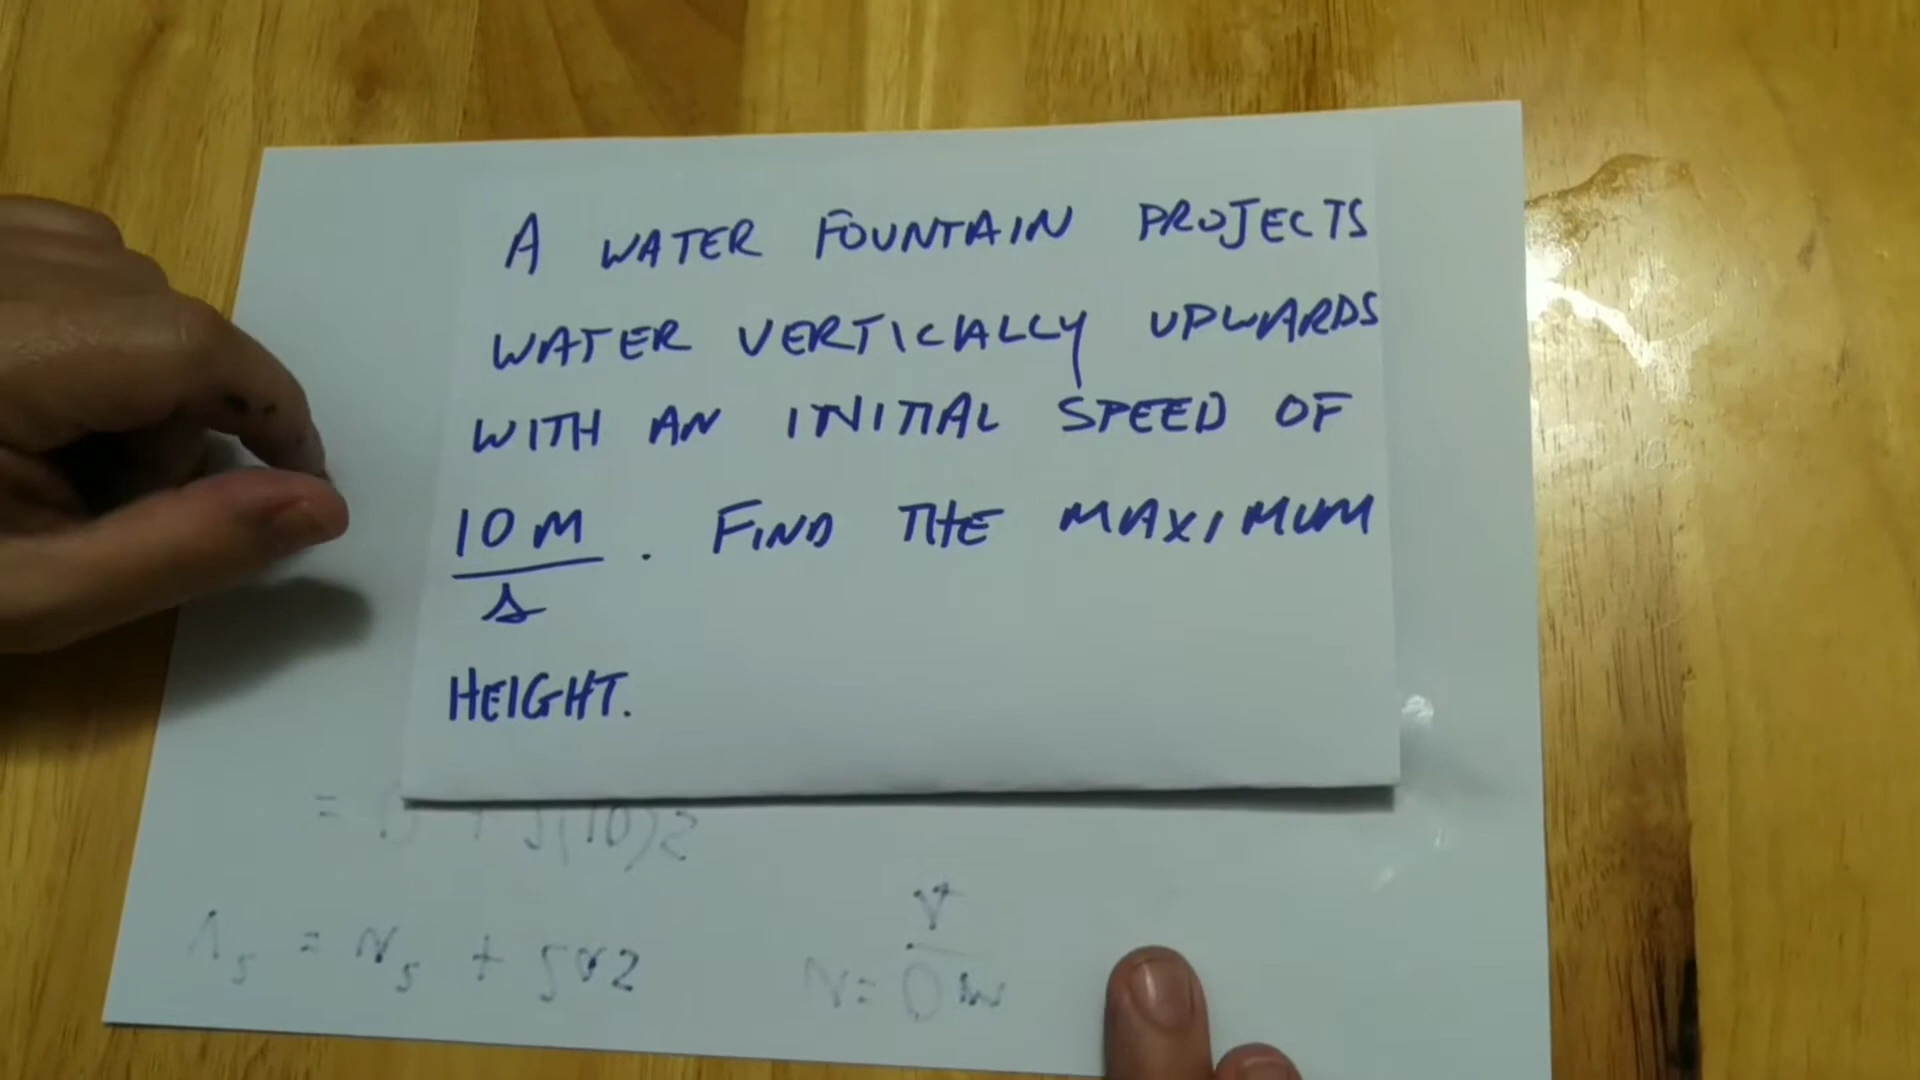 A WATER FOUNTAIN PROJECTS
WATER VERTICALLY UPWARDS
WITH AN INITIAL SPEED OF
10 M
s
. FIND THE MAXIMUM
HEIGHT.